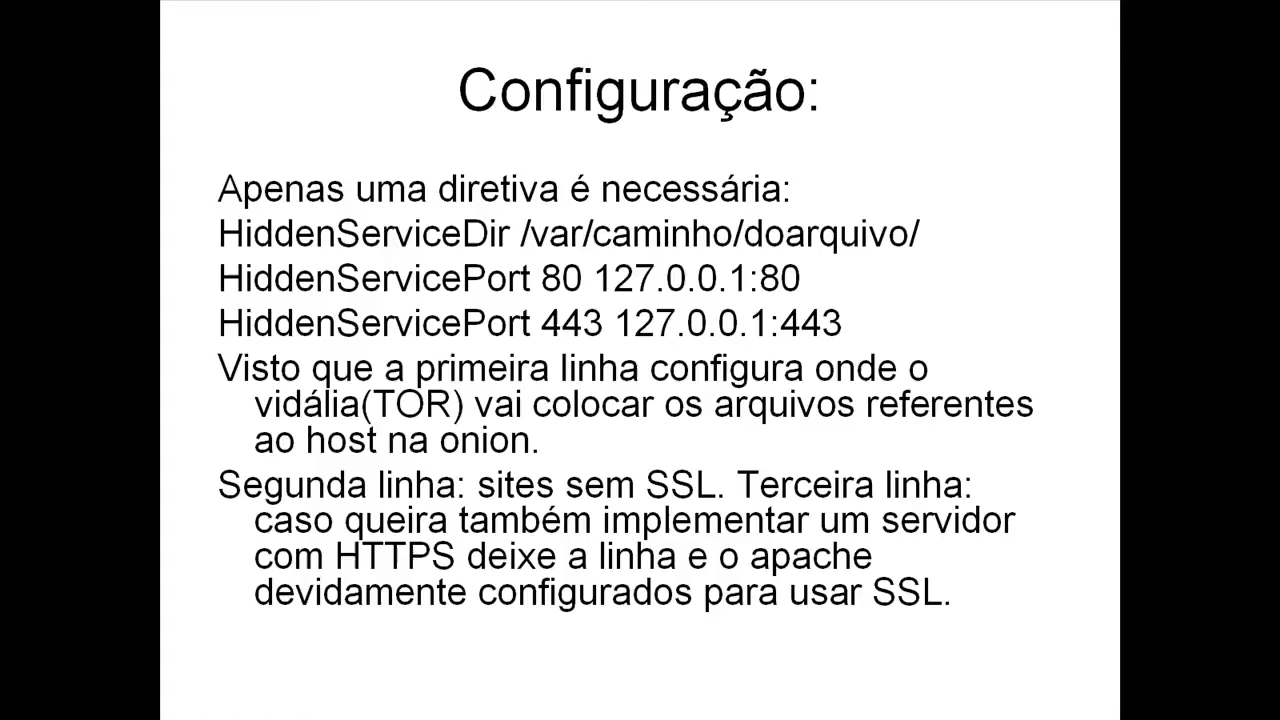 Configuração:
Apenas uma diretiva é necessária:
HiddenServiceDir /var/caminho/doarquivo/
HiddenServicePort 80 127.0.0.1:80
HiddenServicePort 443 127.0.0.1:443
Visto que a primeira linha configura onde o
vidália(TOR) vai colocar os arquivos referentes
ao host na onion.
Segunda linha: sites sem SSL. Terceira linha:
caso queira também implementar um servidor
com HTTPS deixe a linha e o apache
devidamente configurados para usar SSL.